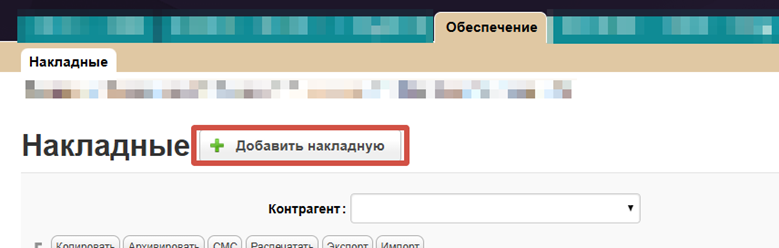 Обеспечение
Накладные
Накладные Добавить накладную
Контрагент:
Копировать Архивировать СМС Распечатать Экспорт Импорт